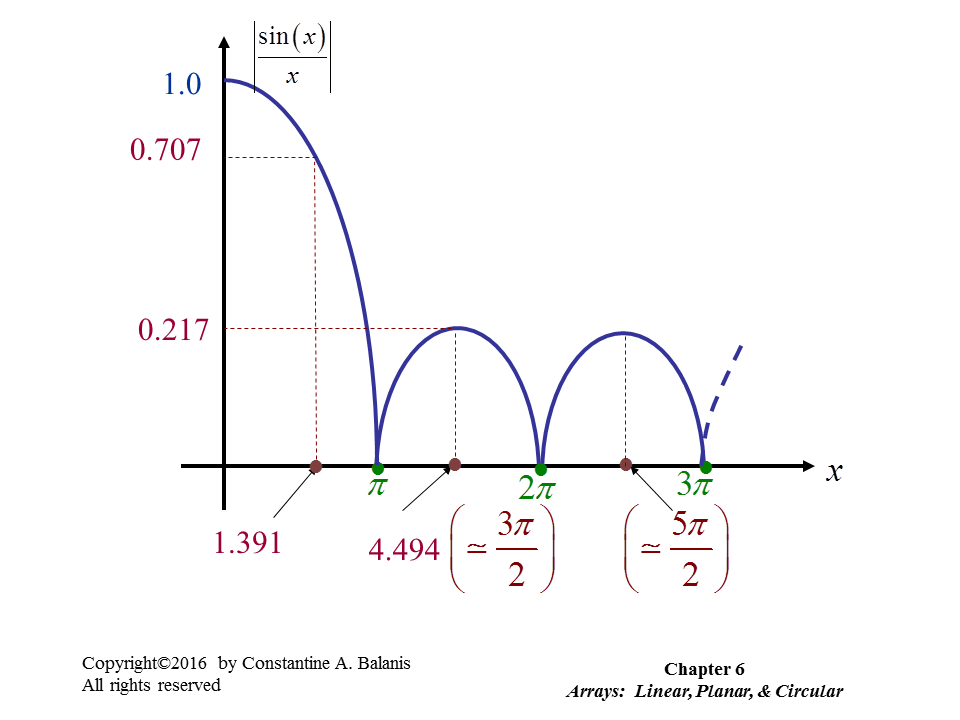 |sin(x)/x|
1.0
0.707
0.217
x
π
2π
3π
1.391
4.494 (≃ 3π/2)
(≃ 5π/2)
Copyright©2016 by Constantine A. Balanis
All rights reserved
Chapter 6
Arrays: Linear, Planar, & Circular